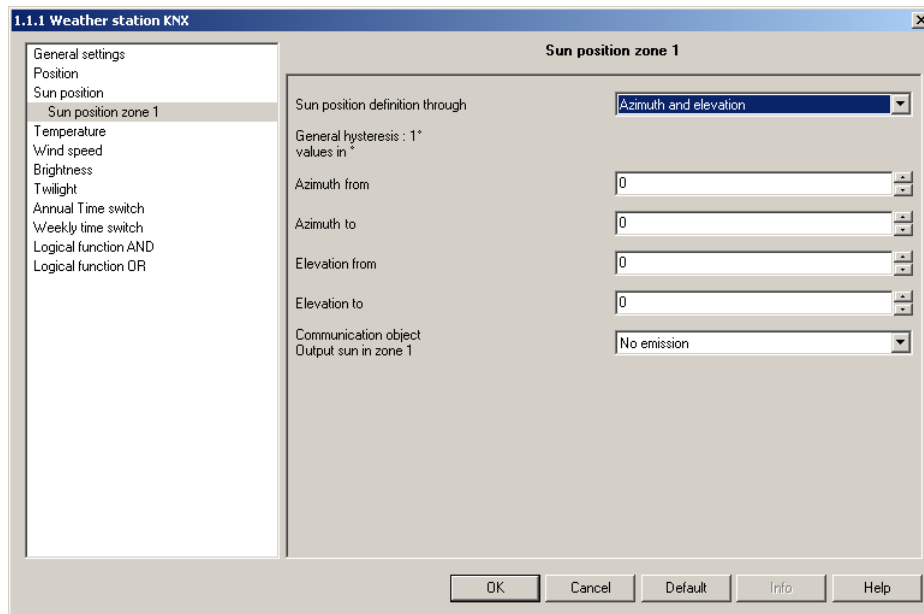 1.1.1 Weather station KNX
General settings
Position
Sun position
Sun position zone 1
Temperature
Wind speed
Brightness
Twilight
Annual Time switch
Weekly time switch
Logical function AND
Logical function OR
Sun position zone 1
Sun position definition through
Azimuth and elevation
General hysteresis : 1°
values in °
Azimuth from
0
Azimuth to
0
Elevation from
0
Elevation to
0
Communication object
Output sun in zone 1
No emission
OK
Cancel
Default
Info
Help